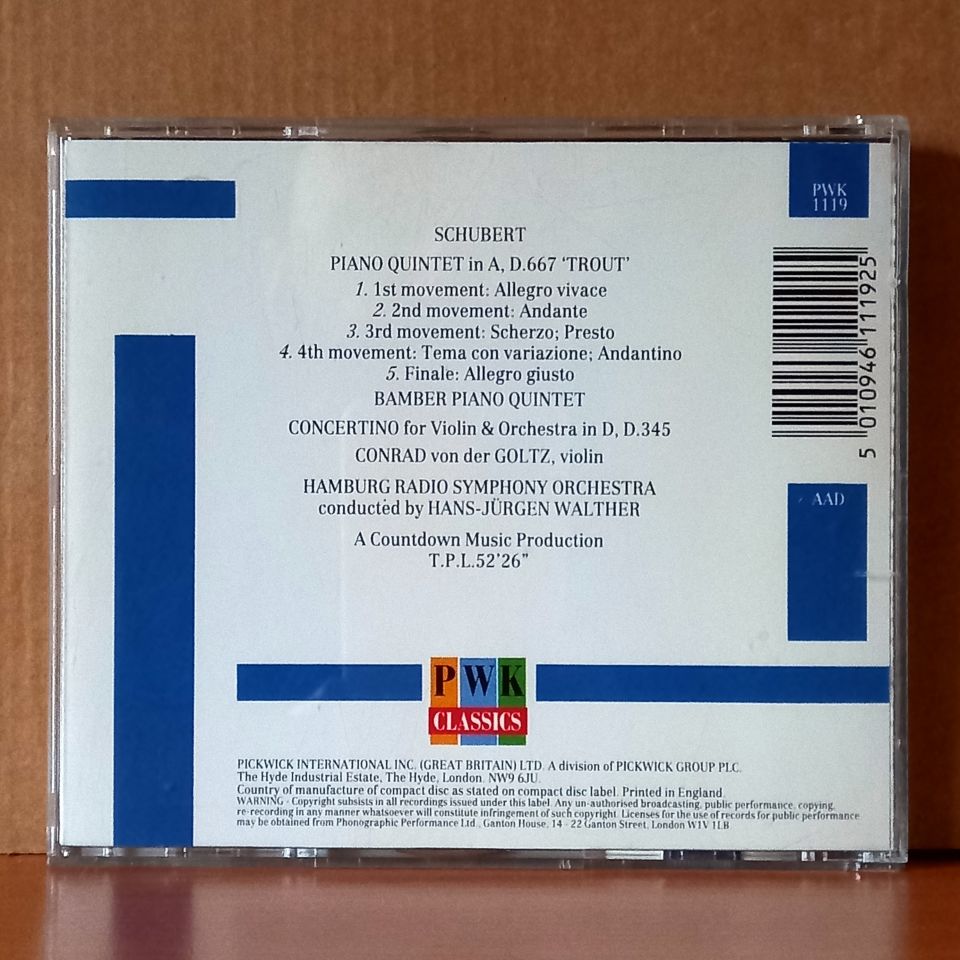 PWK
1119
SCHUBERT
PIANO QUINTET in A, D.667 ‘TROUT’
1. 1st movement: Allegro vivace
2. 2nd movement: Andante
3. 3rd movement: Scherzo; Presto
4. 4th movement: Tema con variazione; Andantino
5. Finale: Allegro giusto
BAMBER PIANO QUINTET
CONCERTINO for Violin & Orchestra in D, D.345
CONRAD von der GOLTZ, violin
HAMBURG RADIO SYMPHONY ORCHESTRA
conducted by HANS-JÜRGEN WALTHER
A Countdown Music Production
T.P.L.52’26”
5 010946 111925
AAD
PWK
CLASSICS
PICKWICK INTERNATIONAL INC. (GREAT BRITAIN) LTD. A division of PICKWICK GROUP PLC.
The Hyde Industrial Estate, The Hyde, London. NW9 6JU.
Country of manufacture of compact disc as stated on compact disc label. Printed in England.
WARNING - Copyright subsists in all recordings issued under this label. Any un-authorised broadcasting, public performance, copying,
re-recording in any manner whatsoever will constitute infringement of such copyright. Licenses for the use of records for public performance
may be obtained from Phonographic Performance Ltd., Ganton House, 14 - 22 Ganton Street, London W1V 1LB